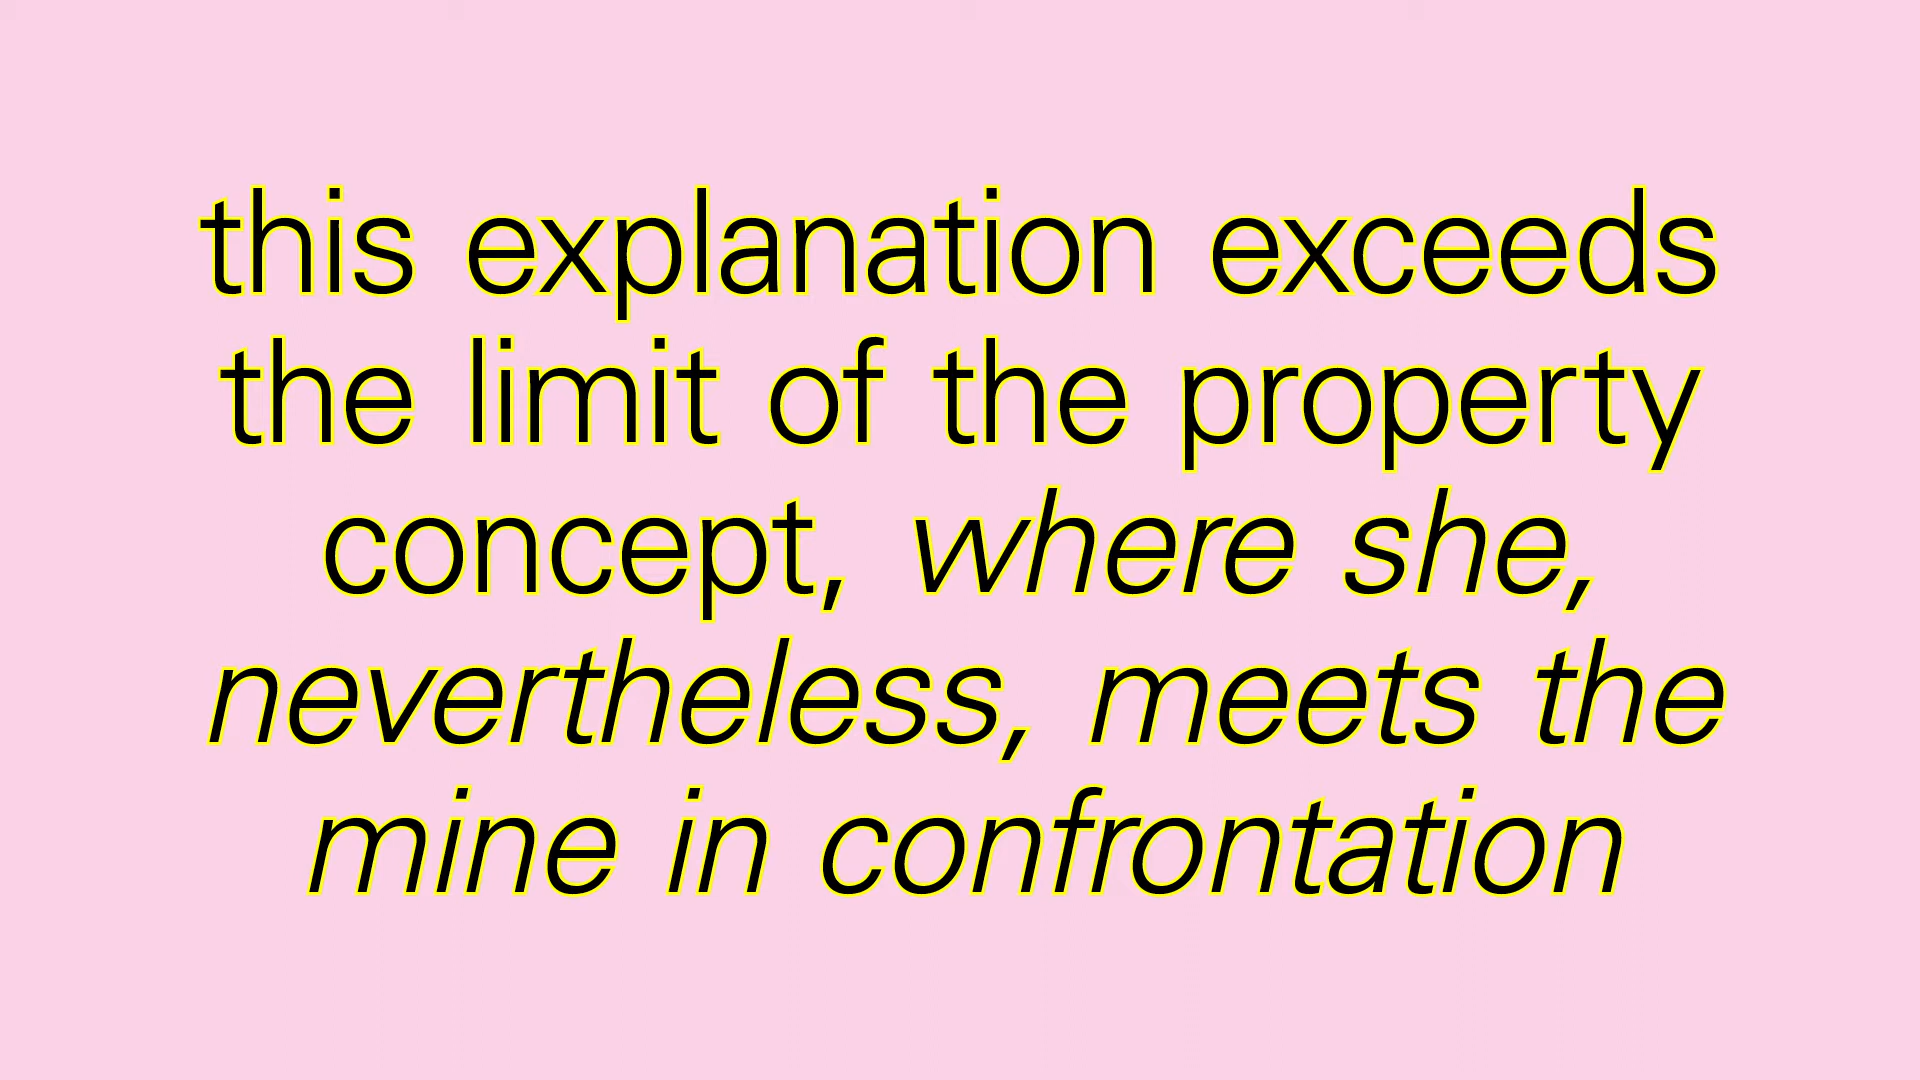 this explanation exceeds
the limit of the property
concept, where she,
nevertheless, meets the
mine in confrontation